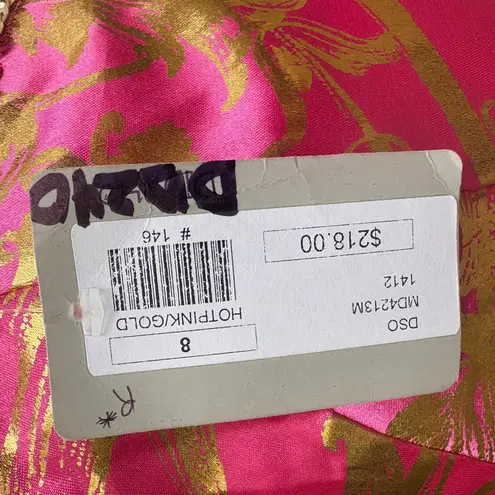 DSO
MD4213M
1412
8
HOTPINK/GOLD
# 146
$218.00
R*